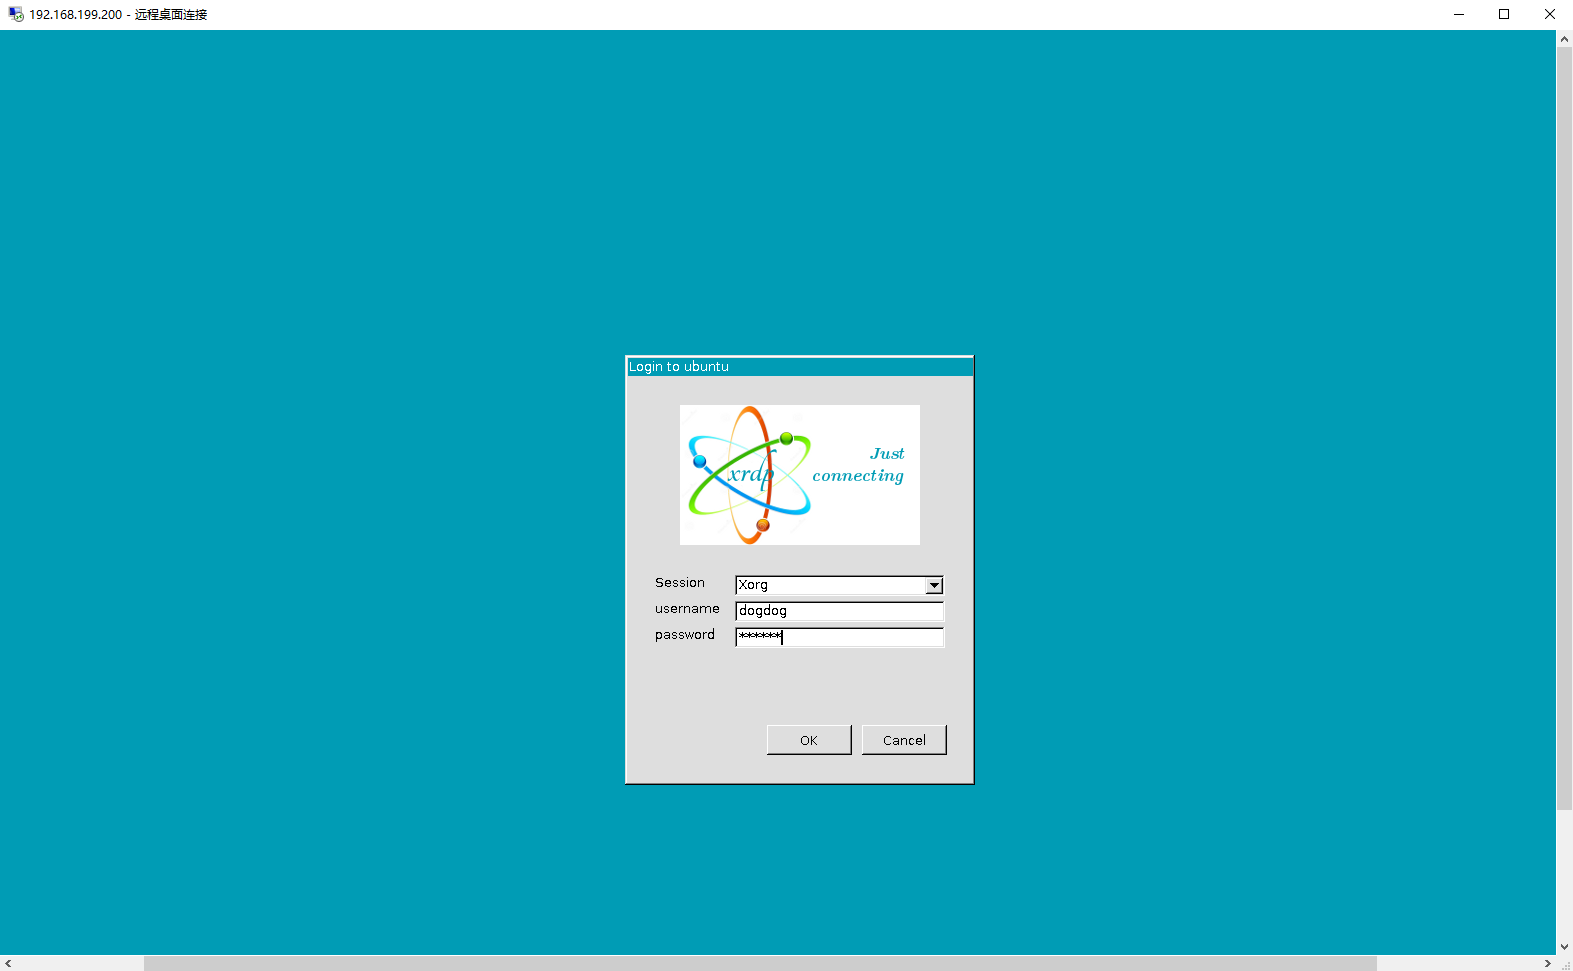 192.168.199.200 - 远程桌面连接
Login to ubuntu
xrdp
Just
connecting
Session Xorg
username dogdog
password ******
OK Cancel